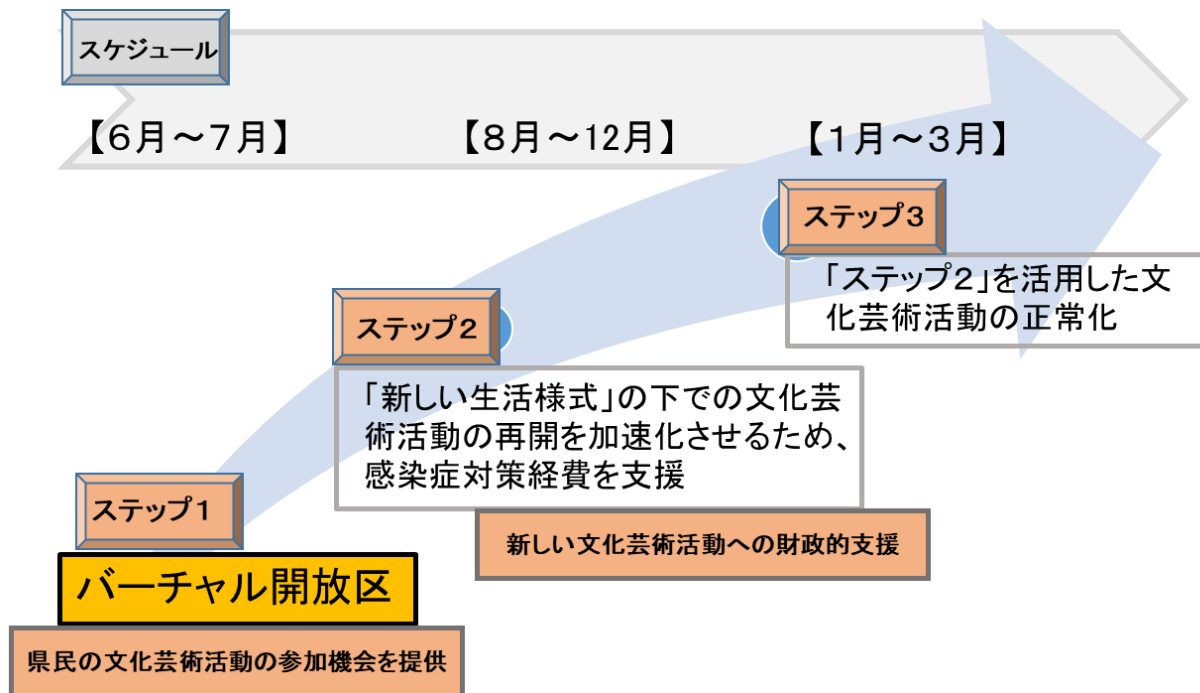 スケジュール
【６月～７月】
【８月～12月】
【１月～３月】
ステップ３
「ステップ２」を活用した文
化芸術活動の正常化
ステップ２
「新しい生活様式」の下での文化芸
術活動の再開を加速化させるため、
感染症対策経費を支援
新しい文化芸術活動への財政的支援
ステップ１
バーチャル開放区
県民の文化芸術活動の参加機会を提供